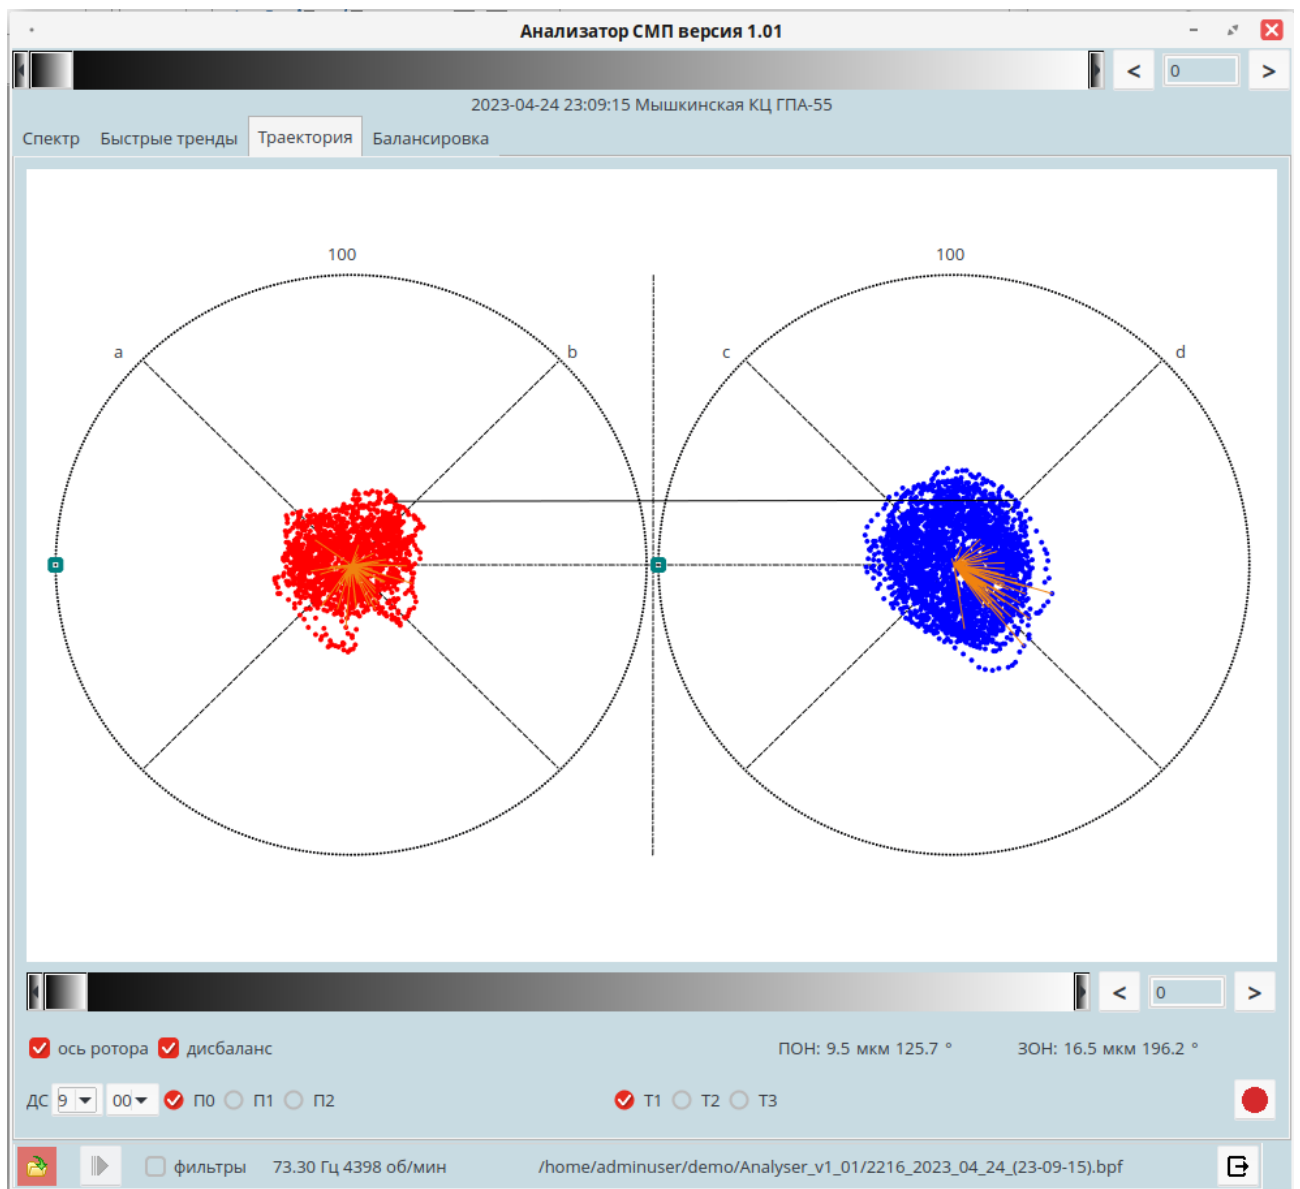 Анализатор СМП версия 1.01
< 0 >
2023-04-24 23:09:15 Мышкинская КЦ ГПА-55
Спектр Быстрые тренды Траектория Балансировка
100 100
a b c d
< 0 >
ось ротора дисбаланс ПОН: 9.5 мкм 125.7 ° ЗОН: 16.5 мкм 196.2 °
ДС 9 00 П0 П1 П2 Т1 Т2 Т3
фильтры 73.30 Гц 4398 об/мин /home/adminuser/demo/Analyser_v1_01/2216_2023_04_24_(23-09-15).bpf